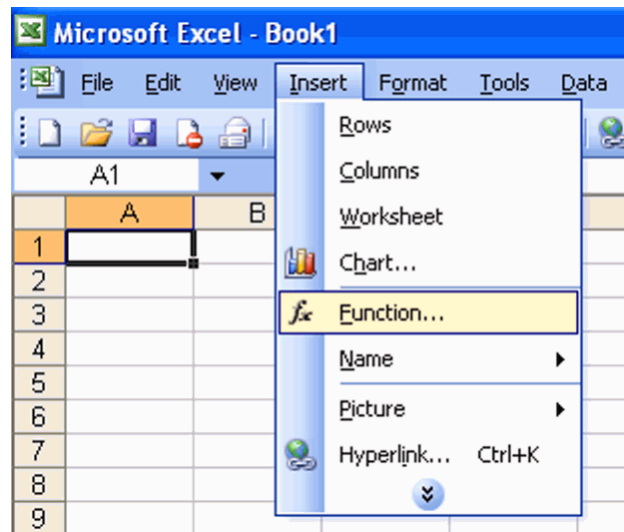 Microsoft Excel - Book1
File Edit View Insert Format Tools Data
A1
Rows
Columns
Worksheet
Chart...
fx Function...
Name
Picture
Hyperlink... Ctrl+K
A B
1
2
3
4
5
6
7
8
9